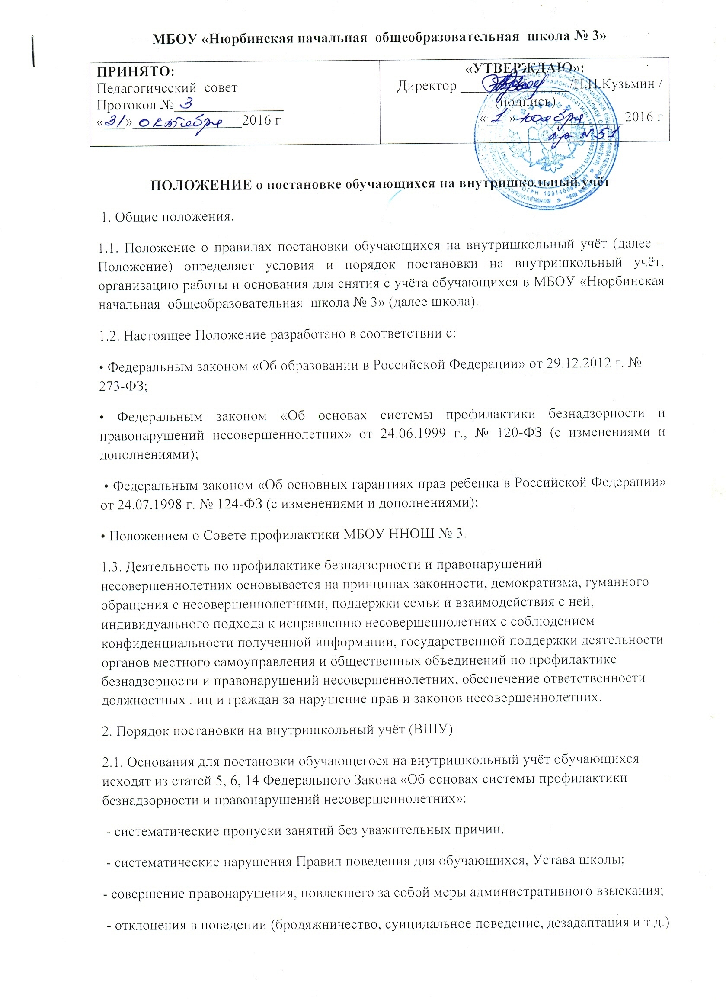 МБОУ «Нюрбинская начальная общеобразовательная школа № 3»
ПРИНЯТО:
Педагогический совет
Протокол № 3
«31» октября 2016 г
«УТВЕРЖДАЮ»:
Директор /П.П.Кузьмин /
(подпись)
«1» ноября 2016 г
пр №51
ПОЛОЖЕНИЕ о постановке обучающихся на внутришкольный учёт
1. Общие положения.
1.1. Положение о правилах постановки обучающихся на внутришкольный учёт (далее –
Положение) определяет условия и порядок постановки на внутришкольный учёт,
организацию работы и основания для снятия с учёта обучающихся в МБОУ «Нюрбинская
начальная общеобразовательная школа № 3» (далее школа).
1.2. Настоящее Положение разработано в соответствии с:
• Федеральным законом «Об образовании в Российской Федерации» от 29.12.2012 г. №
273-ФЗ;
• Федеральным законом «Об основах системы профилактики безнадзорности и
правонарушений несовершеннолетних» от 24.06.1999 г., № 120-ФЗ (с изменениями и
дополнениями);
• Федеральным законом «Об основных гарантиях прав ребенка в Российской Федерации»
от 24.07.1998 г. № 124-ФЗ (с изменениями и дополнениями);
• Положением о Совете профилактики МБОУ ННОШ № 3.
1.3. Деятельность по профилактике безнадзорности и правонарушений
несовершеннолетних основывается на принципах законности, демократизма, гуманного
обращения с несовершеннолетними, поддержки семьи и взаимодействия с ней,
индивидуального подхода к исправлению несовершеннолетних с соблюдением
конфиденциальности полученной информации, государственной поддержки деятельности
органов местного самоуправления и общественных объединений по профилактике
безнадзорности и правонарушений несовершеннолетних, обеспечение ответственности
должностных лиц и граждан за нарушение прав и законов несовершеннолетних.
2. Порядок постановки на внутришкольный учёт (ВШУ)
2.1. Основания для постановки обучающегося на внутришкольный учёт обучающихся
исходят из статей 5, 6, 14 Федерального Закона «Об основах системы профилактики
безнадзорности и правонарушений несовершеннолетних»:
- систематические пропуски занятий без уважительных причин.
- систематические нарушения Правил поведения для обучающихся, Устава школы;
- совершение правонарушения, повлекшего за собой меры административного взыскания;
- отклонения в поведении (бродяжничество, суицидальное поведение, дезадаптация и т.д.)